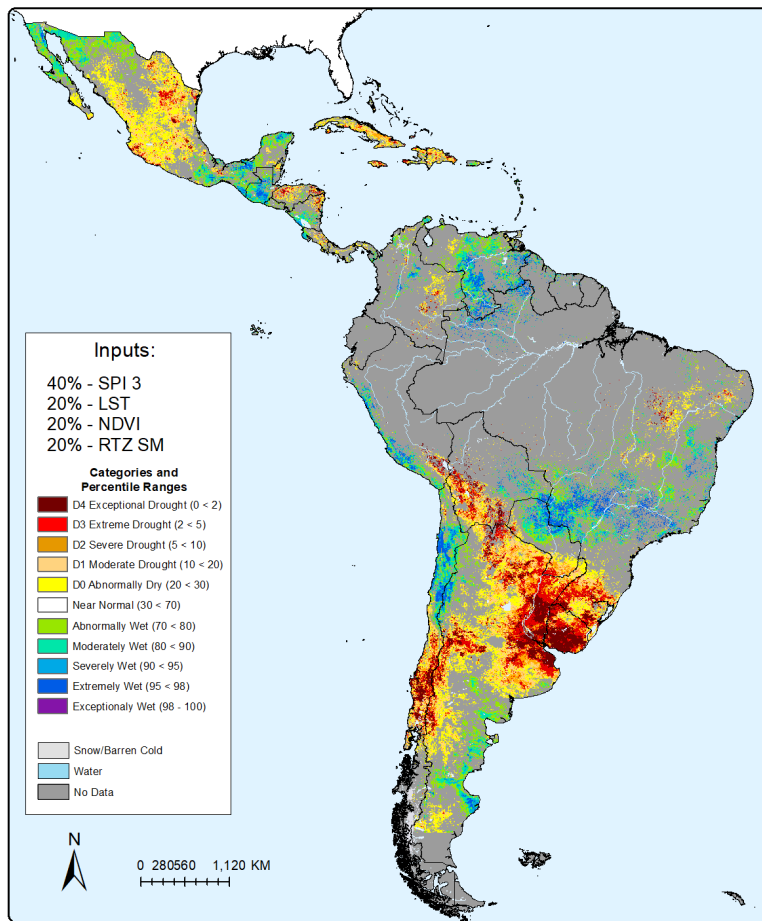 Inputs:
40% - SPI 3
20% - LST
20% - NDVI
20% - RTZ SM
Categories and
Percentile Ranges
D4 Exceptional Drought (0 < 2)
D3 Extreme Drought (2 < 5)
D2 Severe Drought (5 < 10)
D1 Moderate Drought (10 < 20)
D0 Abnormally Dry (20 < 30)
Near Normal (30 < 70)
Abnormally Wet (70 < 80)
Moderately Wet (80 < 90)
Severely Wet (90 < 95)
Extremely Wet (95 < 98)
Exceptionaly Wet (98 - 100)
Snow/Barren Cold
Water
No Data
N
0 280560 1,120 KM